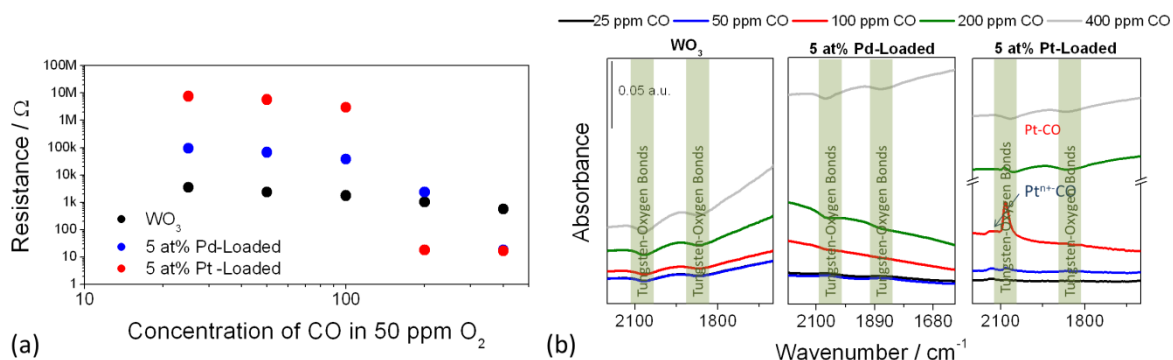 25 ppm CO 50 ppm CO 100 ppm CO 200 ppm CO 400 ppm CO
WO3 5 at% Pd-Loaded 5 at% Pt-Loaded
100M
10M
1M
100k
10k
1k
100
10
1
Resistance / Ω
WO3
5 at% Pd-Loaded
5 at% Pt -Loaded
10 100
Concentration of CO in 50 ppm O2
(a)
0.05 a.u.
Absorbance
Tungsten-Oxygen Bonds
Tungsten-Oxygen Bonds
Tungsten-Oxygen Bonds
Tungsten-Oxygen Bonds
Tungsten-Oxygen Bonds
Tungsten-Oxygen Bonds
Pt-CO
Ptn+-CO
2100 1800 2100 1890 1680 2100 1800
Wavenumber / cm-1
(b)